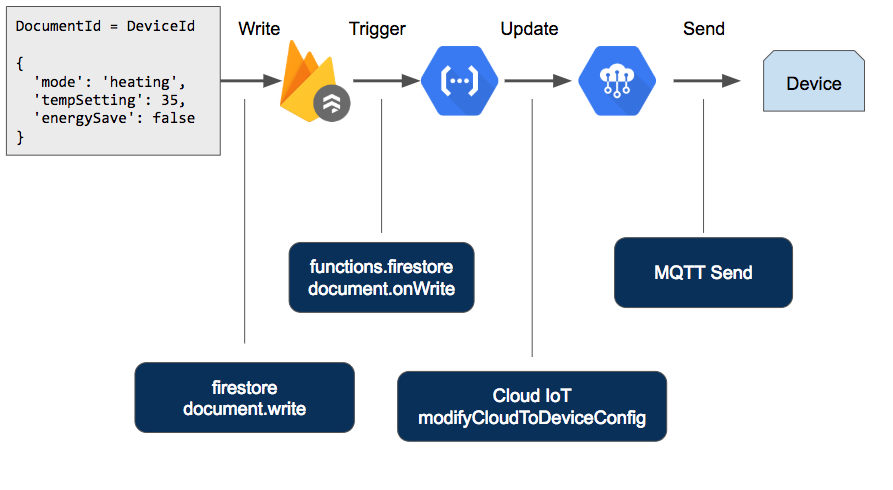 DocumentId = DeviceId
{
'mode': 'heating',
'tempSetting': 35,
'energySave': false
}
Write
Trigger
Update
Send
Device
functions.firestore
document.onWrite
MQTT Send
firestore
document.write
Cloud IoT
modifyCloudToDeviceConfig